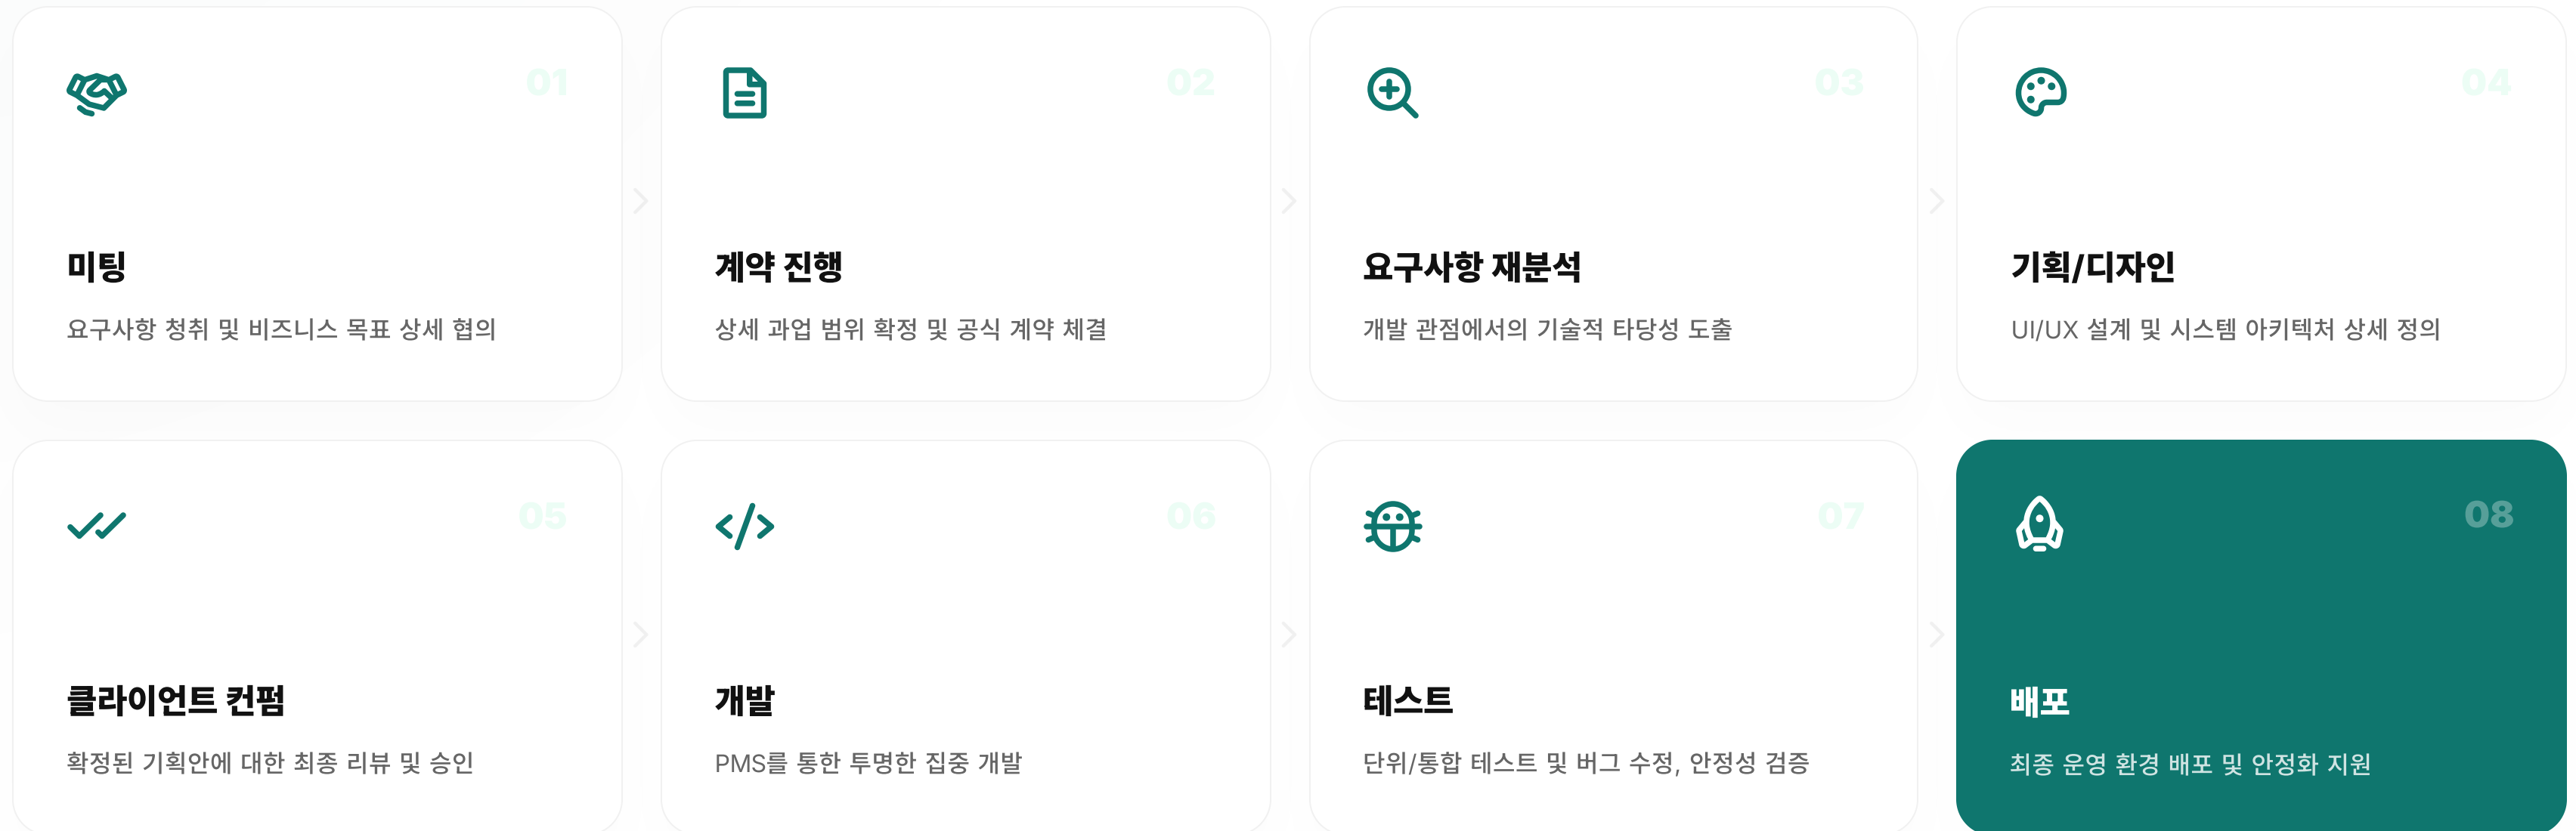 01
미팅
요구사항 청취 및 비즈니스 목표 상세 협의
02
계약 진행
상세 과업 범위 확정 및 공식 계약 체결
03
요구사항 재분석
개발 관점에서의 기술적 타당성 도출
04
기획/디자인
UI/UX 설계 및 시스템 아키텍처 상세 정의
05
클라이언트 컨펌
확정된 기획안에 대한 최종 리뷰 및 승인
06
개발
PMS를 통한 투명한 집중 개발
07
테스트
단위/통합 테스트 및 버그 수정, 안정성 검증
08
배포
최종 운영 환경 배포 및 안정화 지원